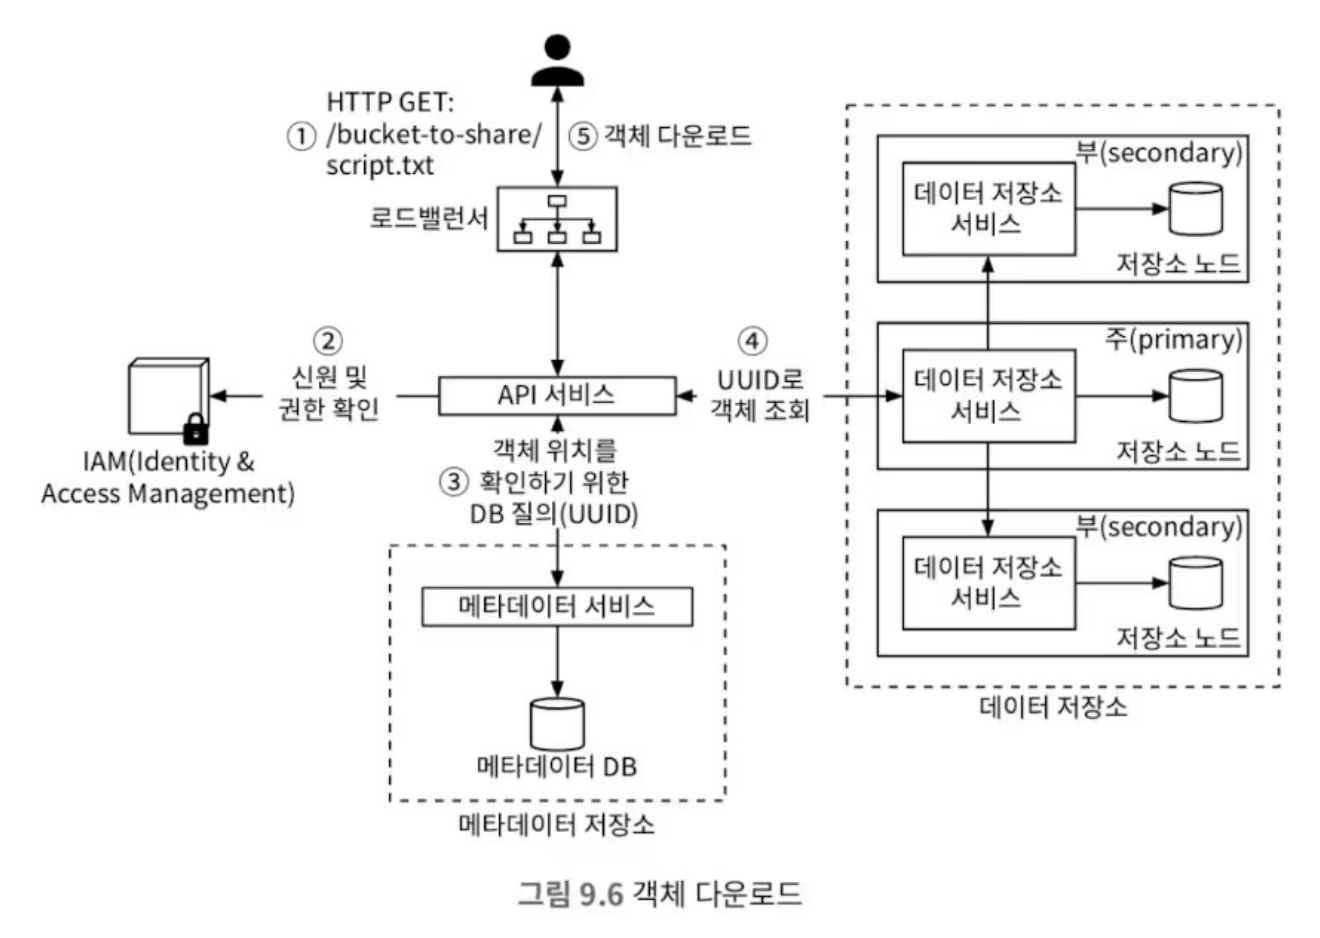 HTTP GET:
① /bucket-to-share/
script.txt
⑤ 객체 다운로드
로드밸런서
②
신원 및
권한 확인
IAM(Identity &
Access Management)
API 서비스
④
UUID로
객체 조회
객체 위치를
③ 확인하기 위한
DB 질의(UUID)
메타데이터 서비스
메타데이터 DB
메타데이터 저장소
부(secondary)
데이터 저장소
서비스
저장소 노드
주(primary)
데이터 저장소
서비스
저장소 노드
부(secondary)
데이터 저장소
서비스
저장소 노드
데이터 저장소
그림 9.6 객체 다운로드